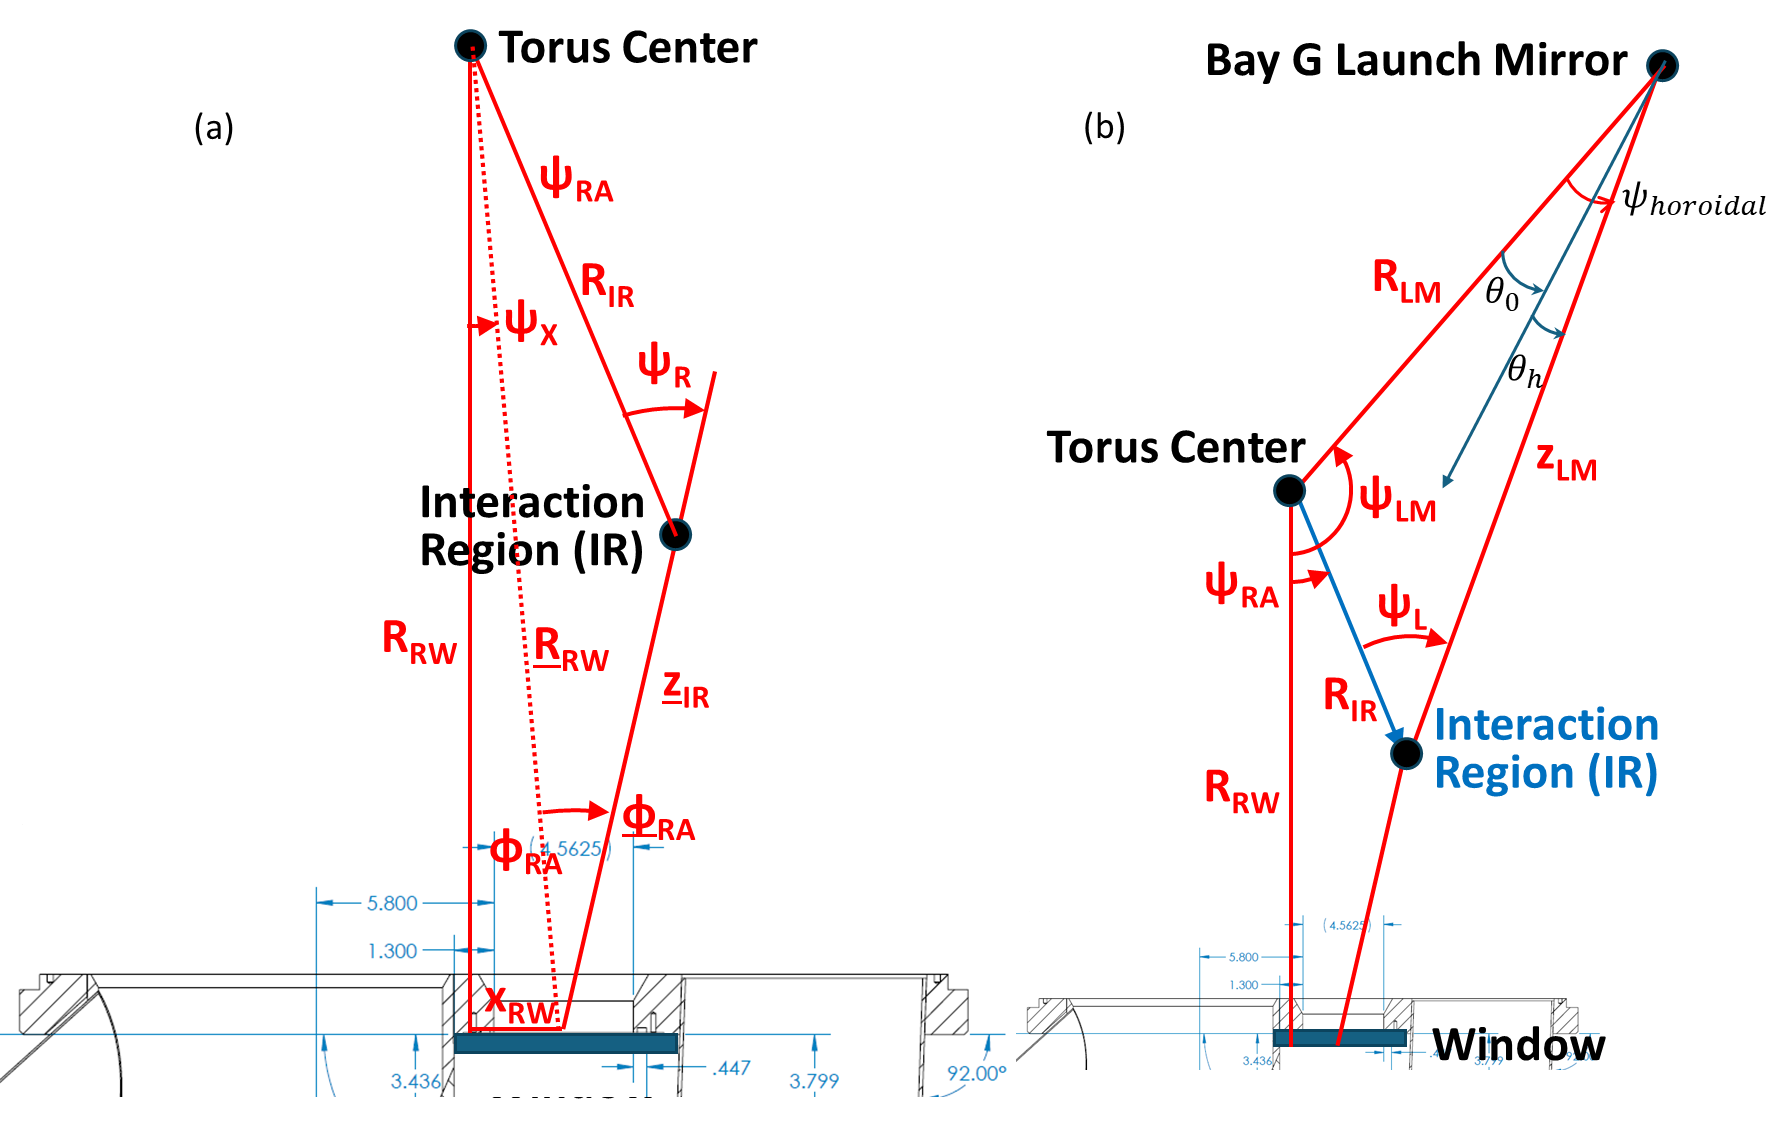 (a)
Torus Center
ψRA
RIR
ψX
ψR
Interaction
Region (IR)
RRW
RRW
zIR
ϕRA
ϕRA
(4.5625)
5.800
1.300
xRW
3.436
.447
3.799
92.00°
(b)
Bay G Launch Mirror
ψhoroidal
RLM
θ0
θh
zLM
Torus Center
ψLM
ψRA
ψL
RIR
Interaction
Region (IR)
RRW
(4.5625)
5.800
1.300
Window
3.436
3.799